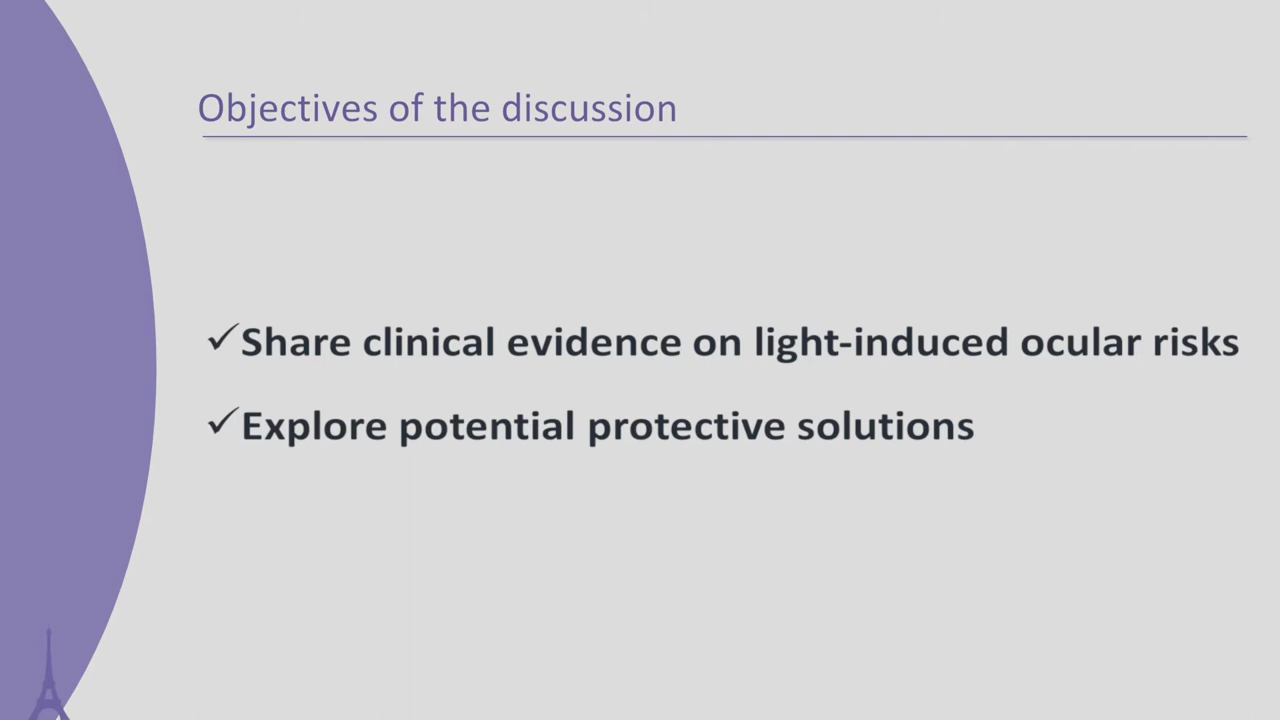 Objectives of the discussion
✓Share clinical evidence on light-induced ocular risks
✓Explore potential protective solutions